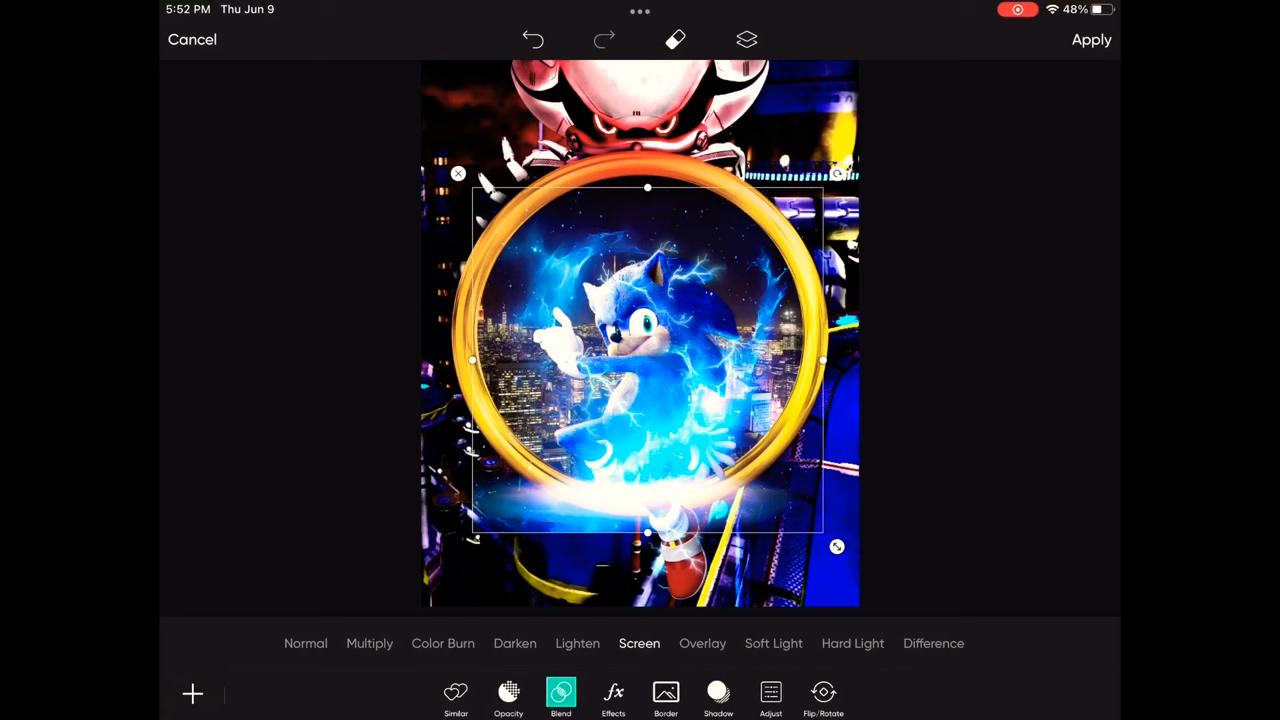 5:52 PM Thu Jun 9 48%
Cancel Apply
Normal Multiply Color Burn Darken Lighten Screen Overlay Soft Light Hard Light Difference
Similar Opacity Blend Effects Border Shadow Adjust Flip/Rotate